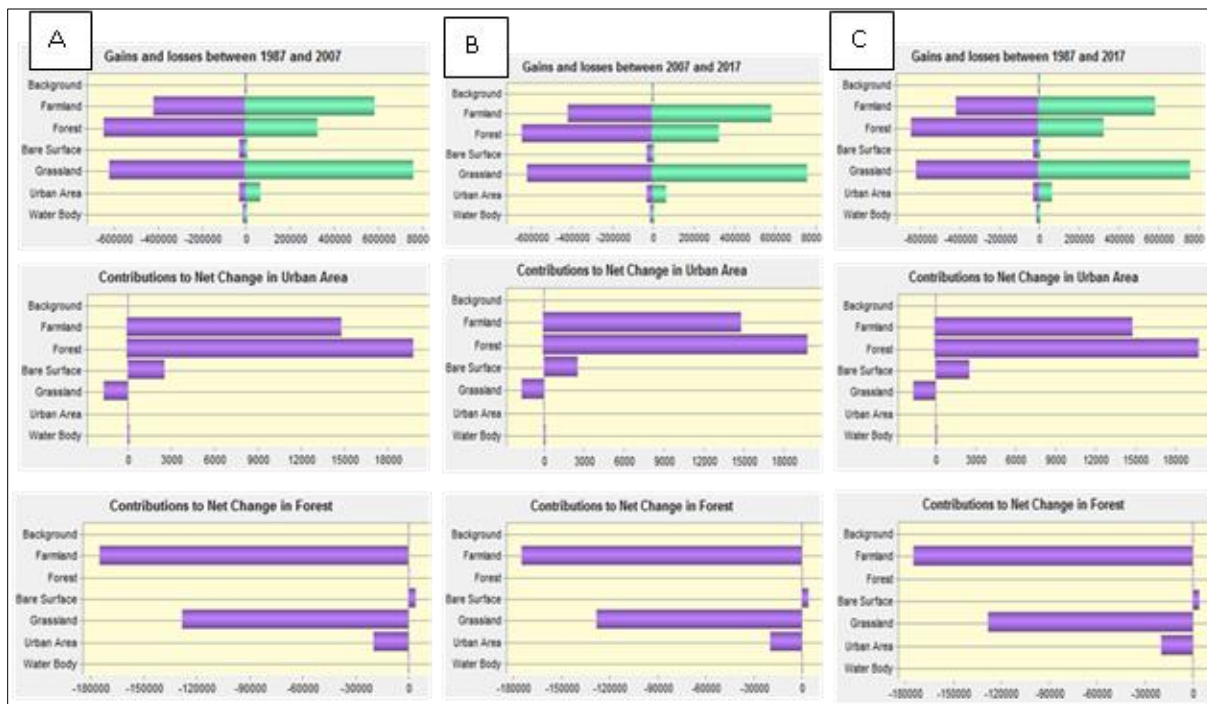 A
Gains and losses between 1987 and 2007
Background
Farmland
Forest
Bare Surface
Grassland
Urban Area
Water Body
-600000 -400000 -200000 0 200000 400000 600000 8000
Contributions to Net Change in Urban Area
Background
Farmland
Forest
Bare Surface
Grassland
Urban Area
Water Body
0 3000 6000 9000 12000 15000 18000
Contributions to Net Change in Forest
Background
Farmland
Forest
Bare Surface
Grassland
Urban Area
Water Body
-180000 -150000 -120000 -90000 -60000 -30000 0
B
Gains and losses between 2007 and 2017
Background
Farmland
Forest
Bare Surface
Grassland
Urban Area
Water Body
-600000 -400000 -200000 0 200000 400000 600000 8000
Contributions to Net Change in Urban Area
Background
Farmland
Forest
Bare Surface
Grassland
Urban Area
Water Body
0 3000 6000 9000 12000 15000 18000
Contributions to Net Change in Forest
Background
Farmland
Forest
Bare Surface
Grassland
Urban Area
Water Body
-180000 -150000 -120000 -90000 -60000 -30000 0
C
Gains and losses between 1987 and 2017
Background
Farmland
Forest
Bare Surface
Grassland
Urban Area
Water Body
-600000 -400000 -200000 0 200000 400000 600000 8000
Contributions to Net Change in Urban Area
Background
Farmland
Forest
Bare Surface
Grassland
Urban Area
Water Body
0 3000 6000 9000 12000 15000 18000
Contributions to Net Change in Forest
Background
Farmland
Forest
Bare Surface
Grassland
Urban Area
Water Body
-180000 -150000 -120000 -90000 -60000 -30000 0